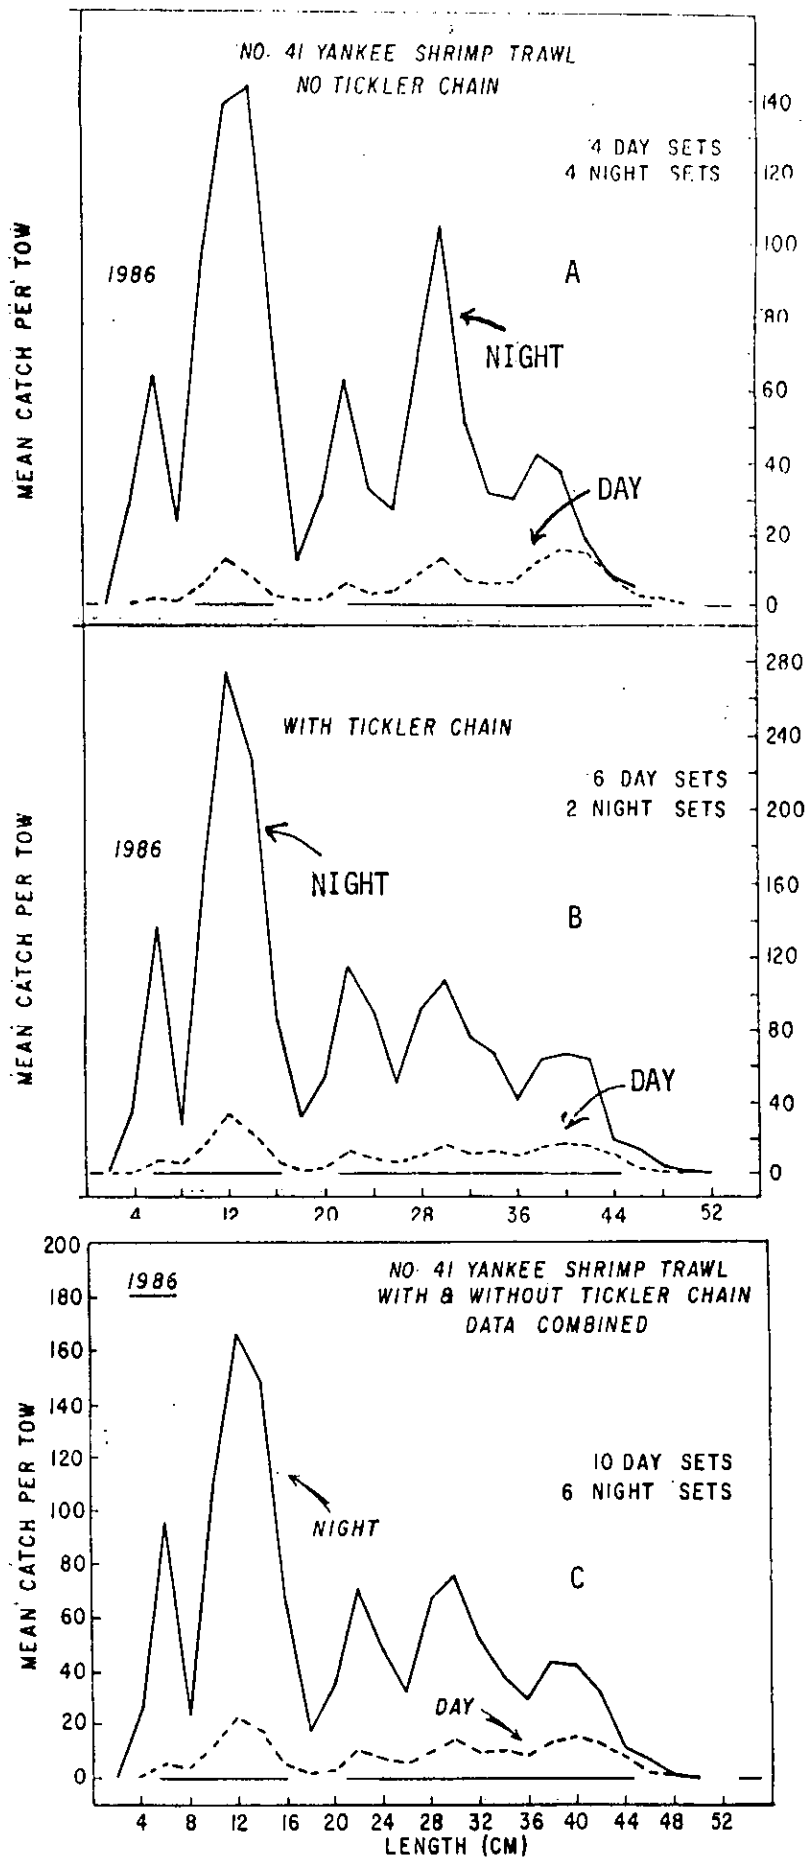 NO. 41 YANKEE SHRIMP TRAWL
NO TICKLER CHAIN
4 DAY SETS
4 NIGHT SETS
1986
A
NIGHT
DAY
MEAN CATCH PER TOW
140
120
100
80
60
40
20
0
WITH TICKLER CHAIN
6 DAY SETS
2 NIGHT SETS
1986
NIGHT
B
DAY
MEAN CATCH PER TOW
280
240
200
160
120
80
40
0
4 12 20 28 36 44 52
1986
NO. 41 YANKEE SHRIMP TRAWL
WITH & WITHOUT TICKLER CHAIN
DATA COMBINED
10 DAY SETS
6 NIGHT SETS
NIGHT
C
DAY
MEAN CATCH PER TOW
200
180
160
140
120
100
80
60
40
20
0
4 8 12 16 20 24 28 32 36 40 44 48 52
LENGTH (CM)